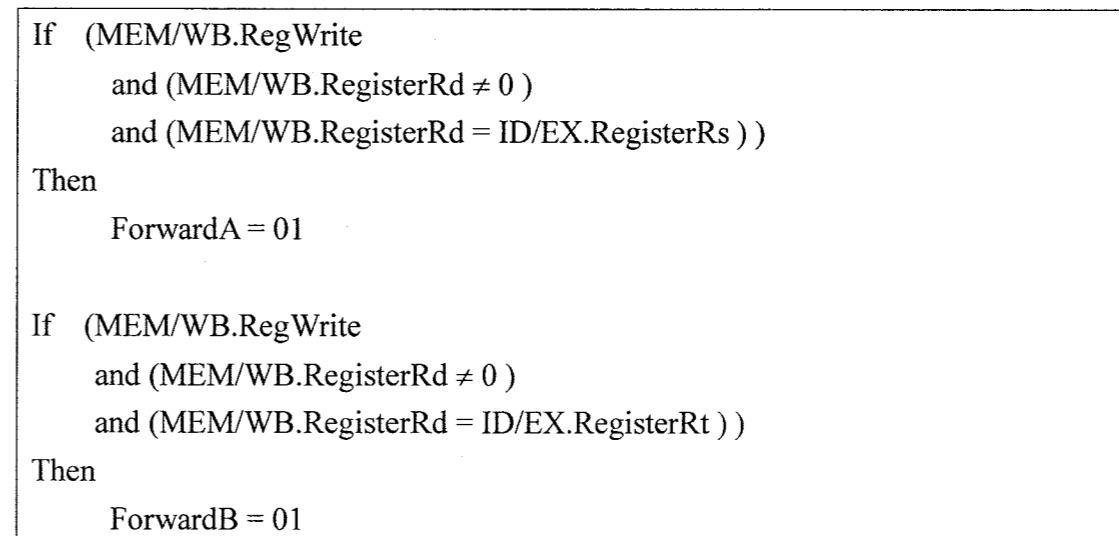 If (MEM/WB.RegWrite
and (MEM/WB.RegisterRd ≠ 0 )
and (MEM/WB.RegisterRd = ID/EX.RegisterRs ) )
Then
ForwardA = 01
If (MEM/WB.RegWrite
and (MEM/WB.RegisterRd ≠ 0 )
and (MEM/WB.RegisterRd = ID/EX.RegisterRt ) )
Then
ForwardB = 01